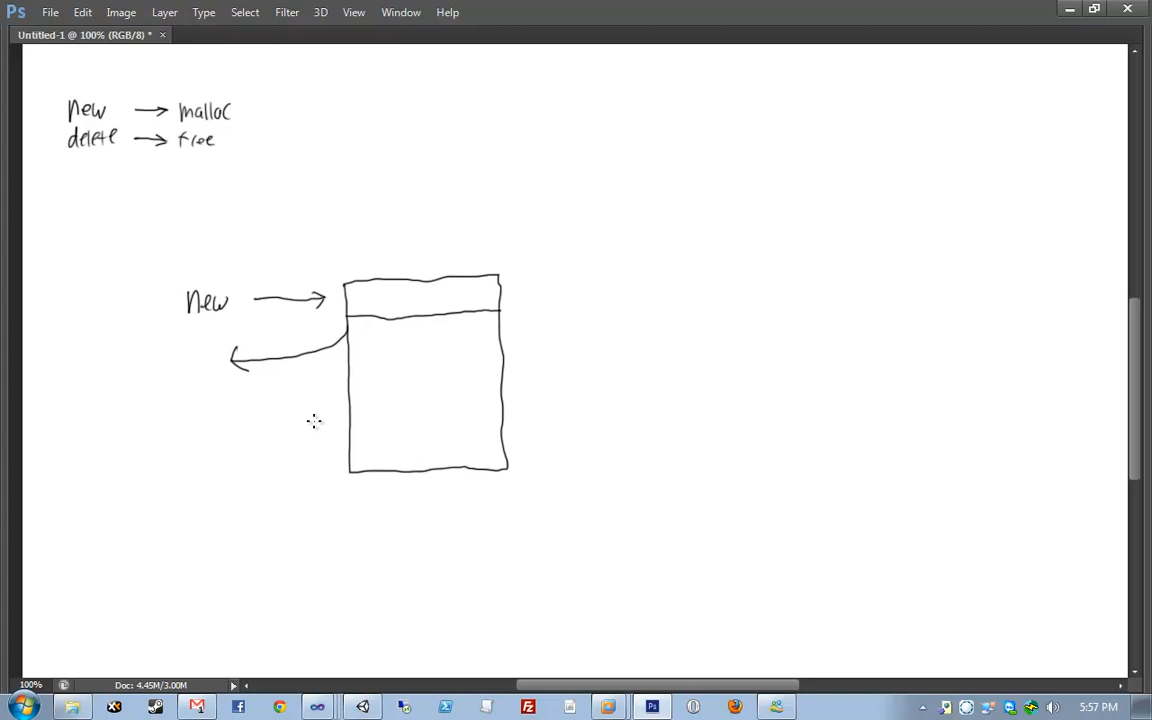 Ps File Edit Image Layer Type Select Filter 3D View Window Help
Untitled-1 @ 100% (RGB/8) *
new → malloc
delete → free
new
100% Doc: 4.45M/3.00M
5:57 PM